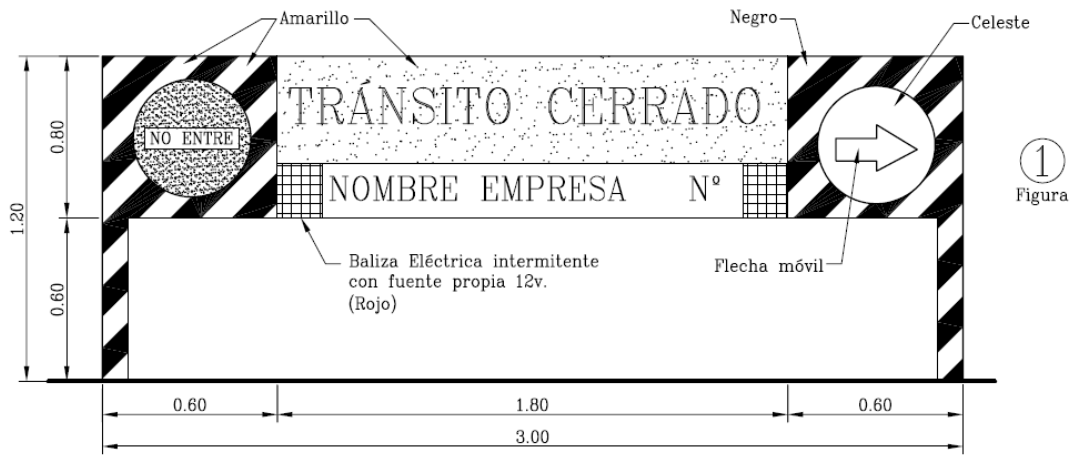 Amarillo
Negro
Celeste
TRÁNSITO CERRADO
NO ENTRE
NOMBRE EMPRESA Nº
1
Figura
Baliza Eléctrica intermitente
con fuente propia 12v.
(Rojo)
Flecha móvil
0.80
1.20
0.60
0.60
1.80
0.60
3.00